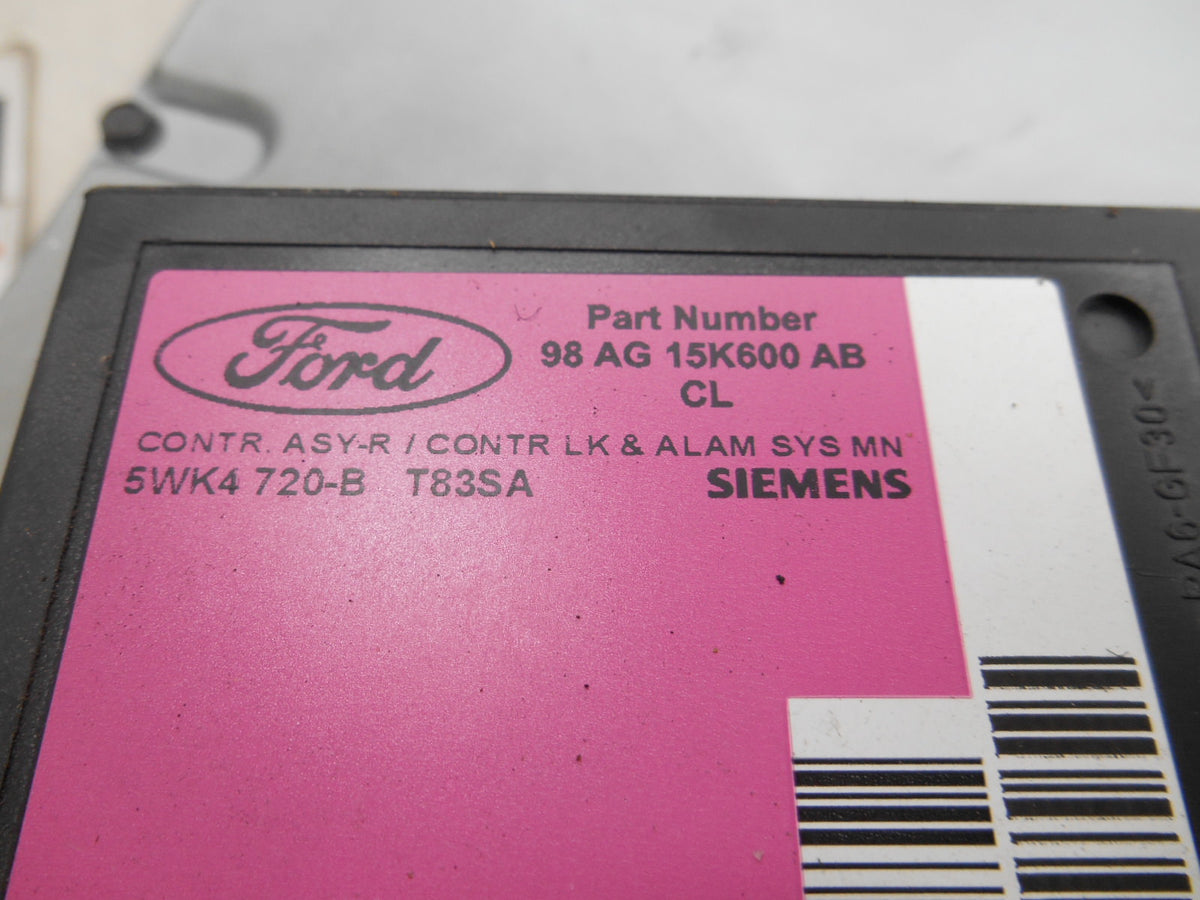 Ford
Part Number
98 AG 15K600 AB
CL
CONTR. ASY-R / CONTR LK & ALAM SYS MN
5WK4 720-B T83SA
SIEMENS